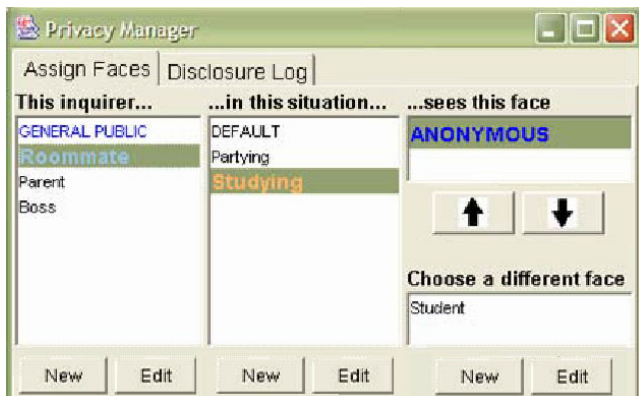 Privacy Manager
Assign Faces Disclosure Log
This inquirer... ...in this situation... ...sees this face
GENERAL PUBLIC DEFAULT ANONYMOUS
Roommate Partying
Parent Studying
Boss
Choose a different face
Student
New Edit New Edit New Edit